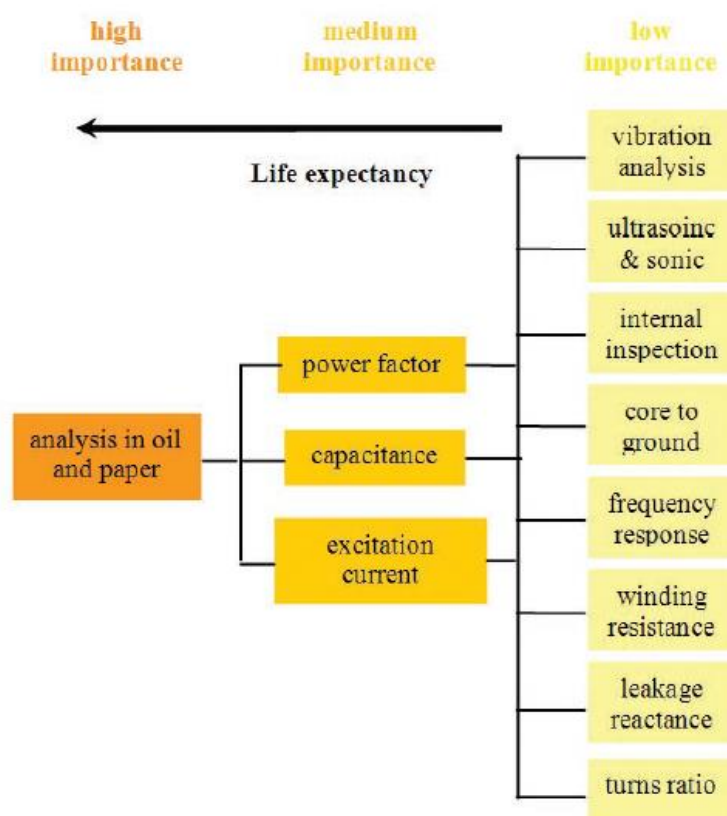 high
importance
medium
importance
low
importance
Life expectancy
analysis in oil
and paper
power factor
capacitance
excitation
current
vibration
analysis
ultrasoinc
& sonic
internal
inspection
core to
ground
frequency
response
winding
resistance
leakage
reactance
turns ratio